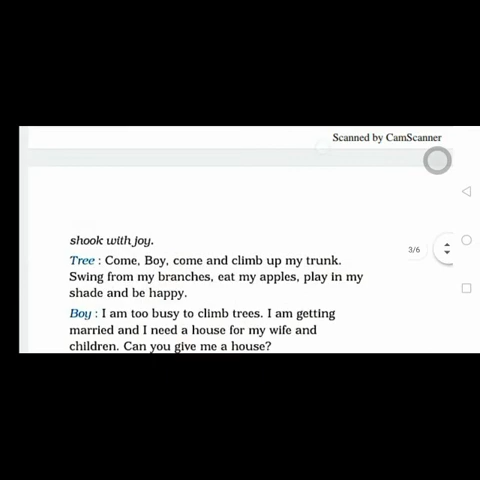 Scanned by CamScanner
shook with joy.
3/6
Tree : Come, Boy, come and climb up my trunk.
Swing from my branches, eat my apples, play in my
shade and be happy.
Boy : I am too busy to climb trees. I am getting
married and I need a house for my wife and
children. Can you give me a house?